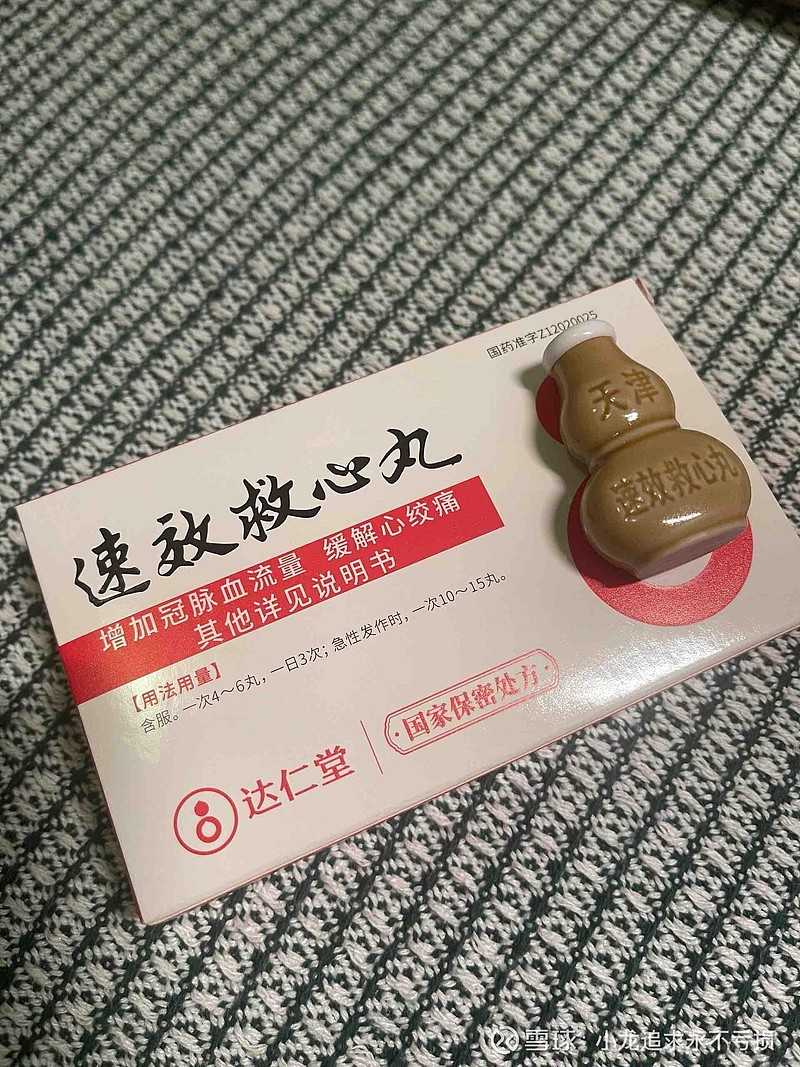 国药准字Z12020025
天津
速效救心丸
速效救心丸
增加冠脉血流量 缓解心绞痛
其他详见说明书
【用法用量】
含服。一次4～6丸，一日3次；急性发作时，一次10～15丸。
达仁堂
·国家保密处方·
雪球：小龙追求永不亏损